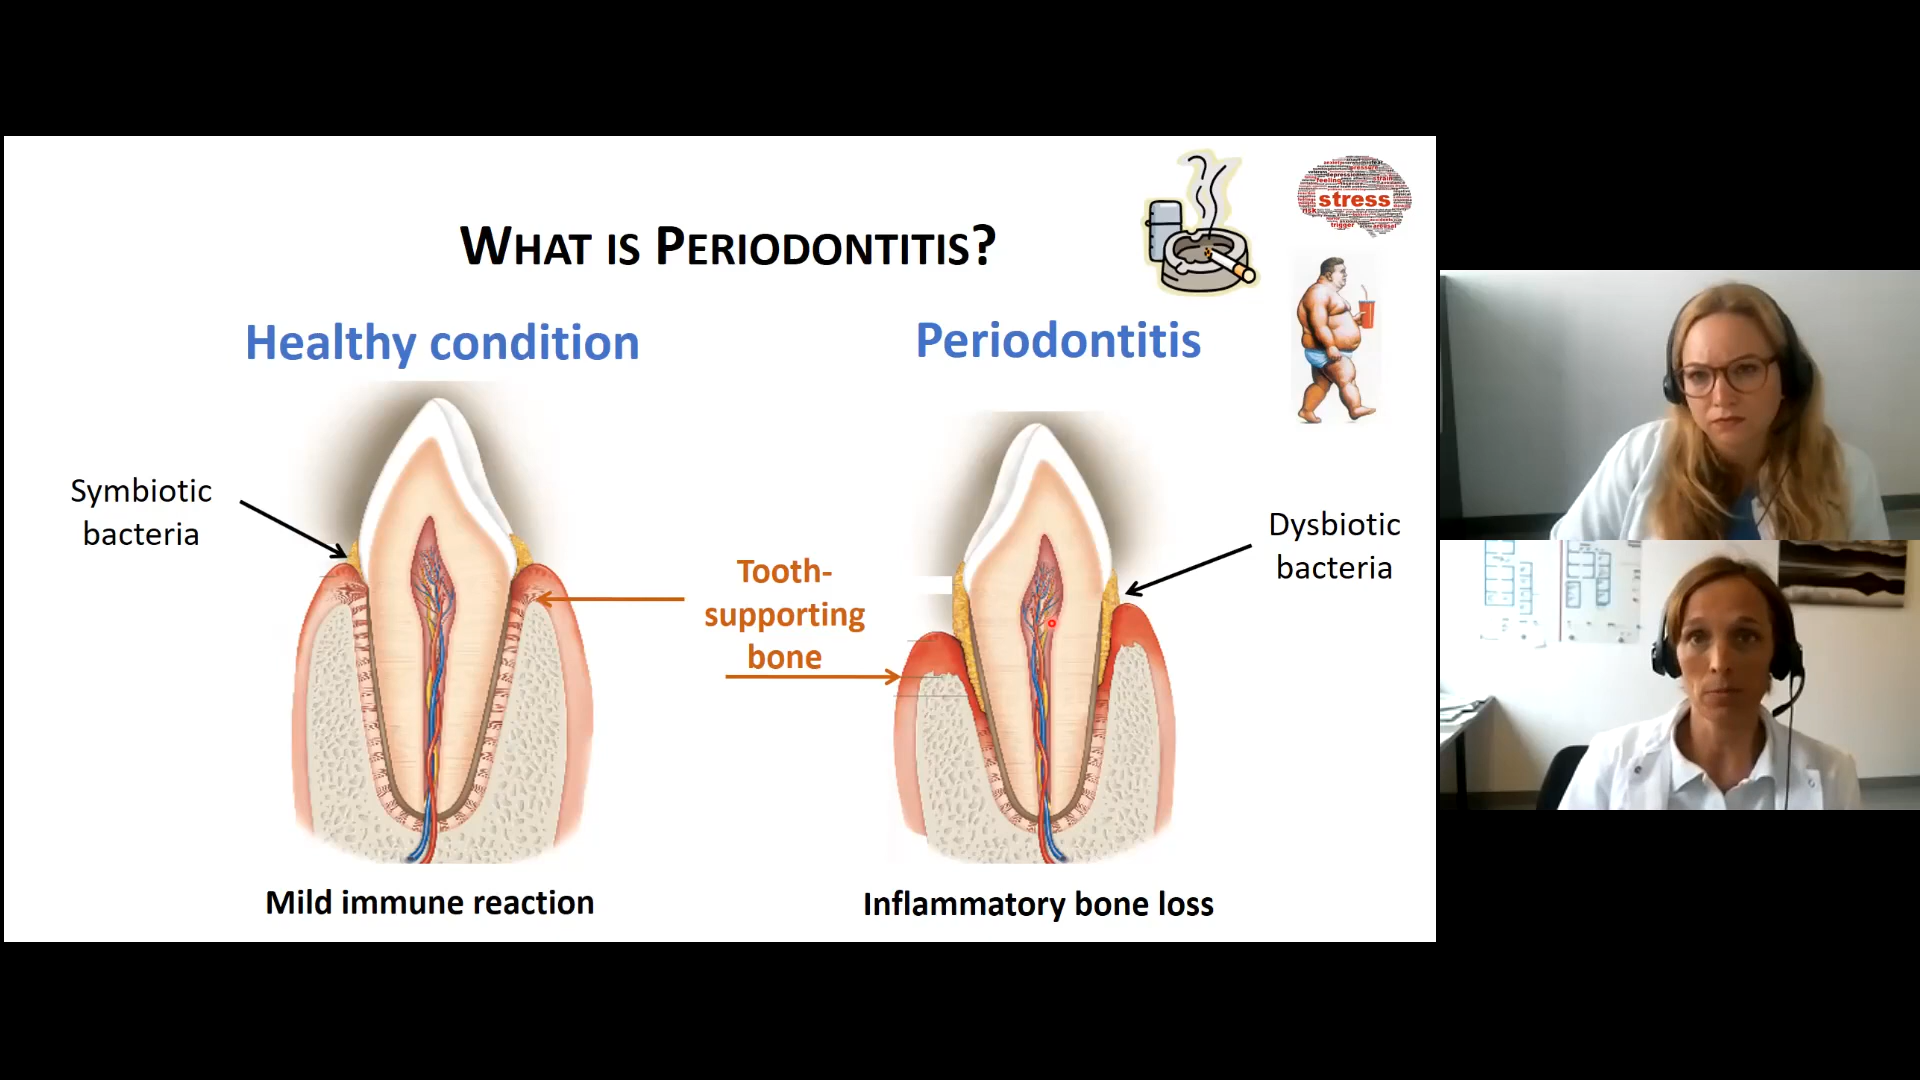 WHAT IS PERIODONTITIS?
stress
Healthy condition
Periodontitis
Symbiotic
bacteria
Tooth-
supporting
bone
Dysbiotic
bacteria
Mild immune reaction
Inflammatory bone loss